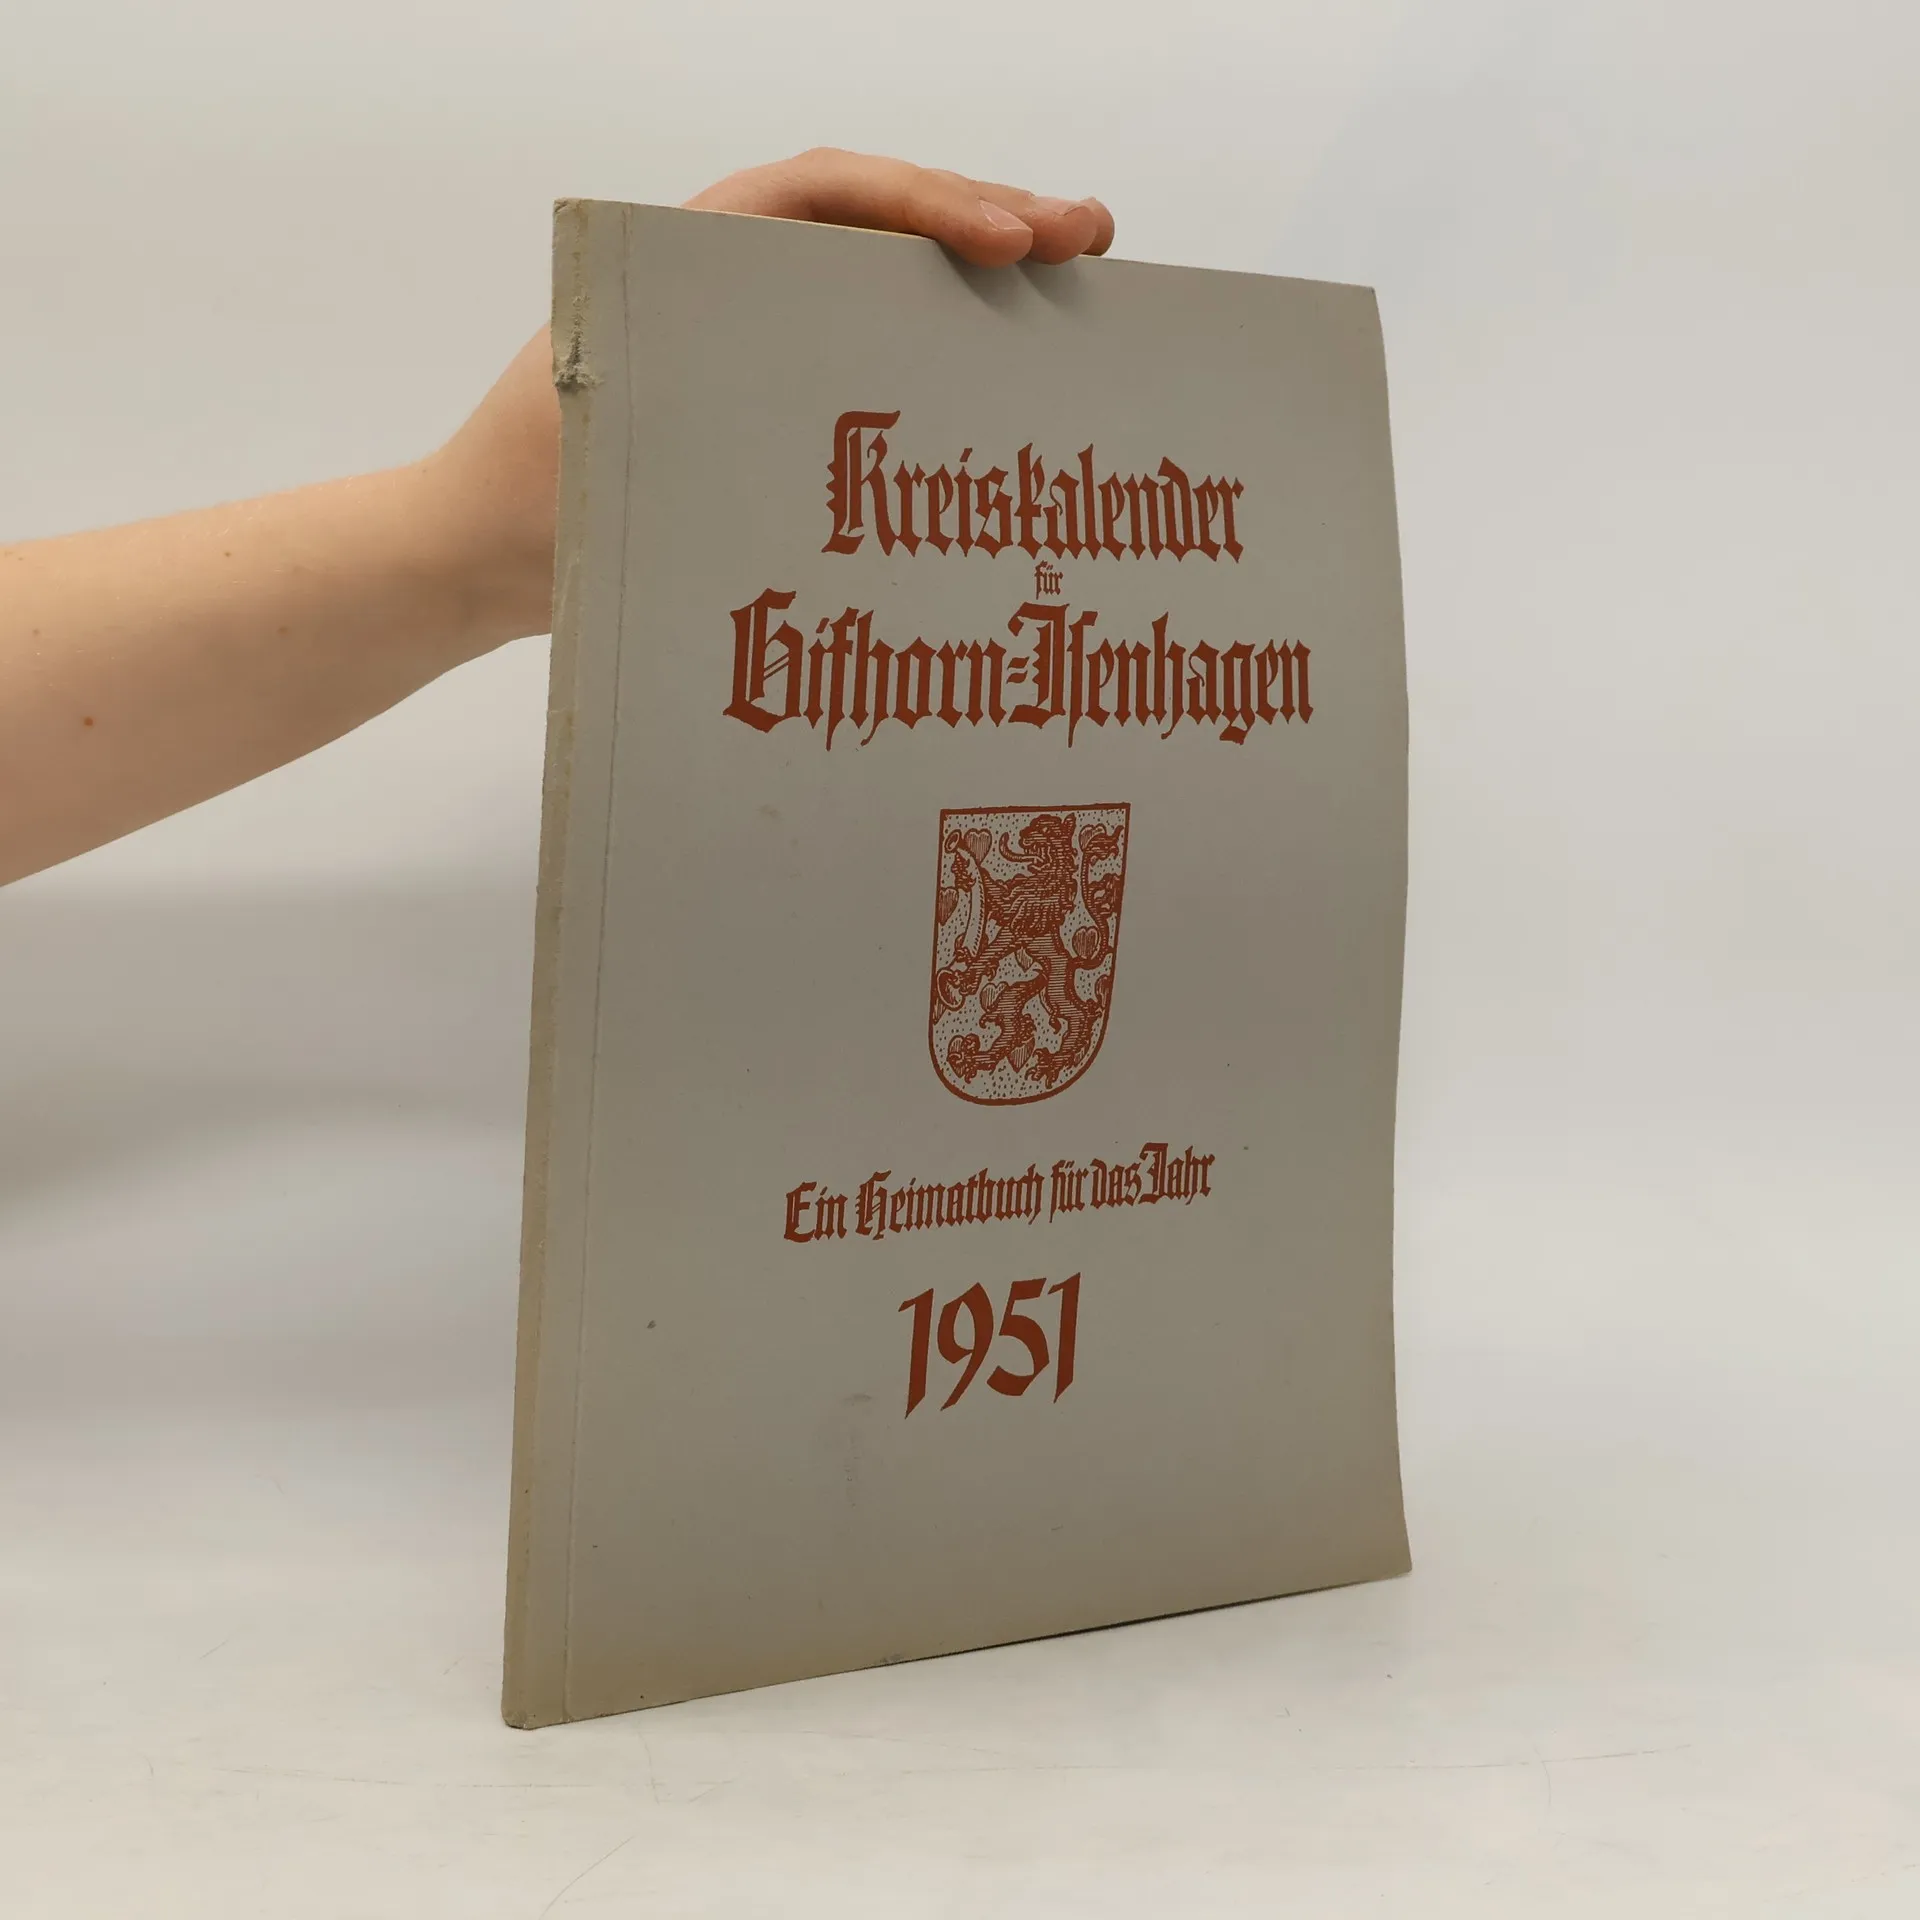 Kreiskalender
für
Gifhorn=Isenhagen
Ein Heimatbuch für das Jahr
1951